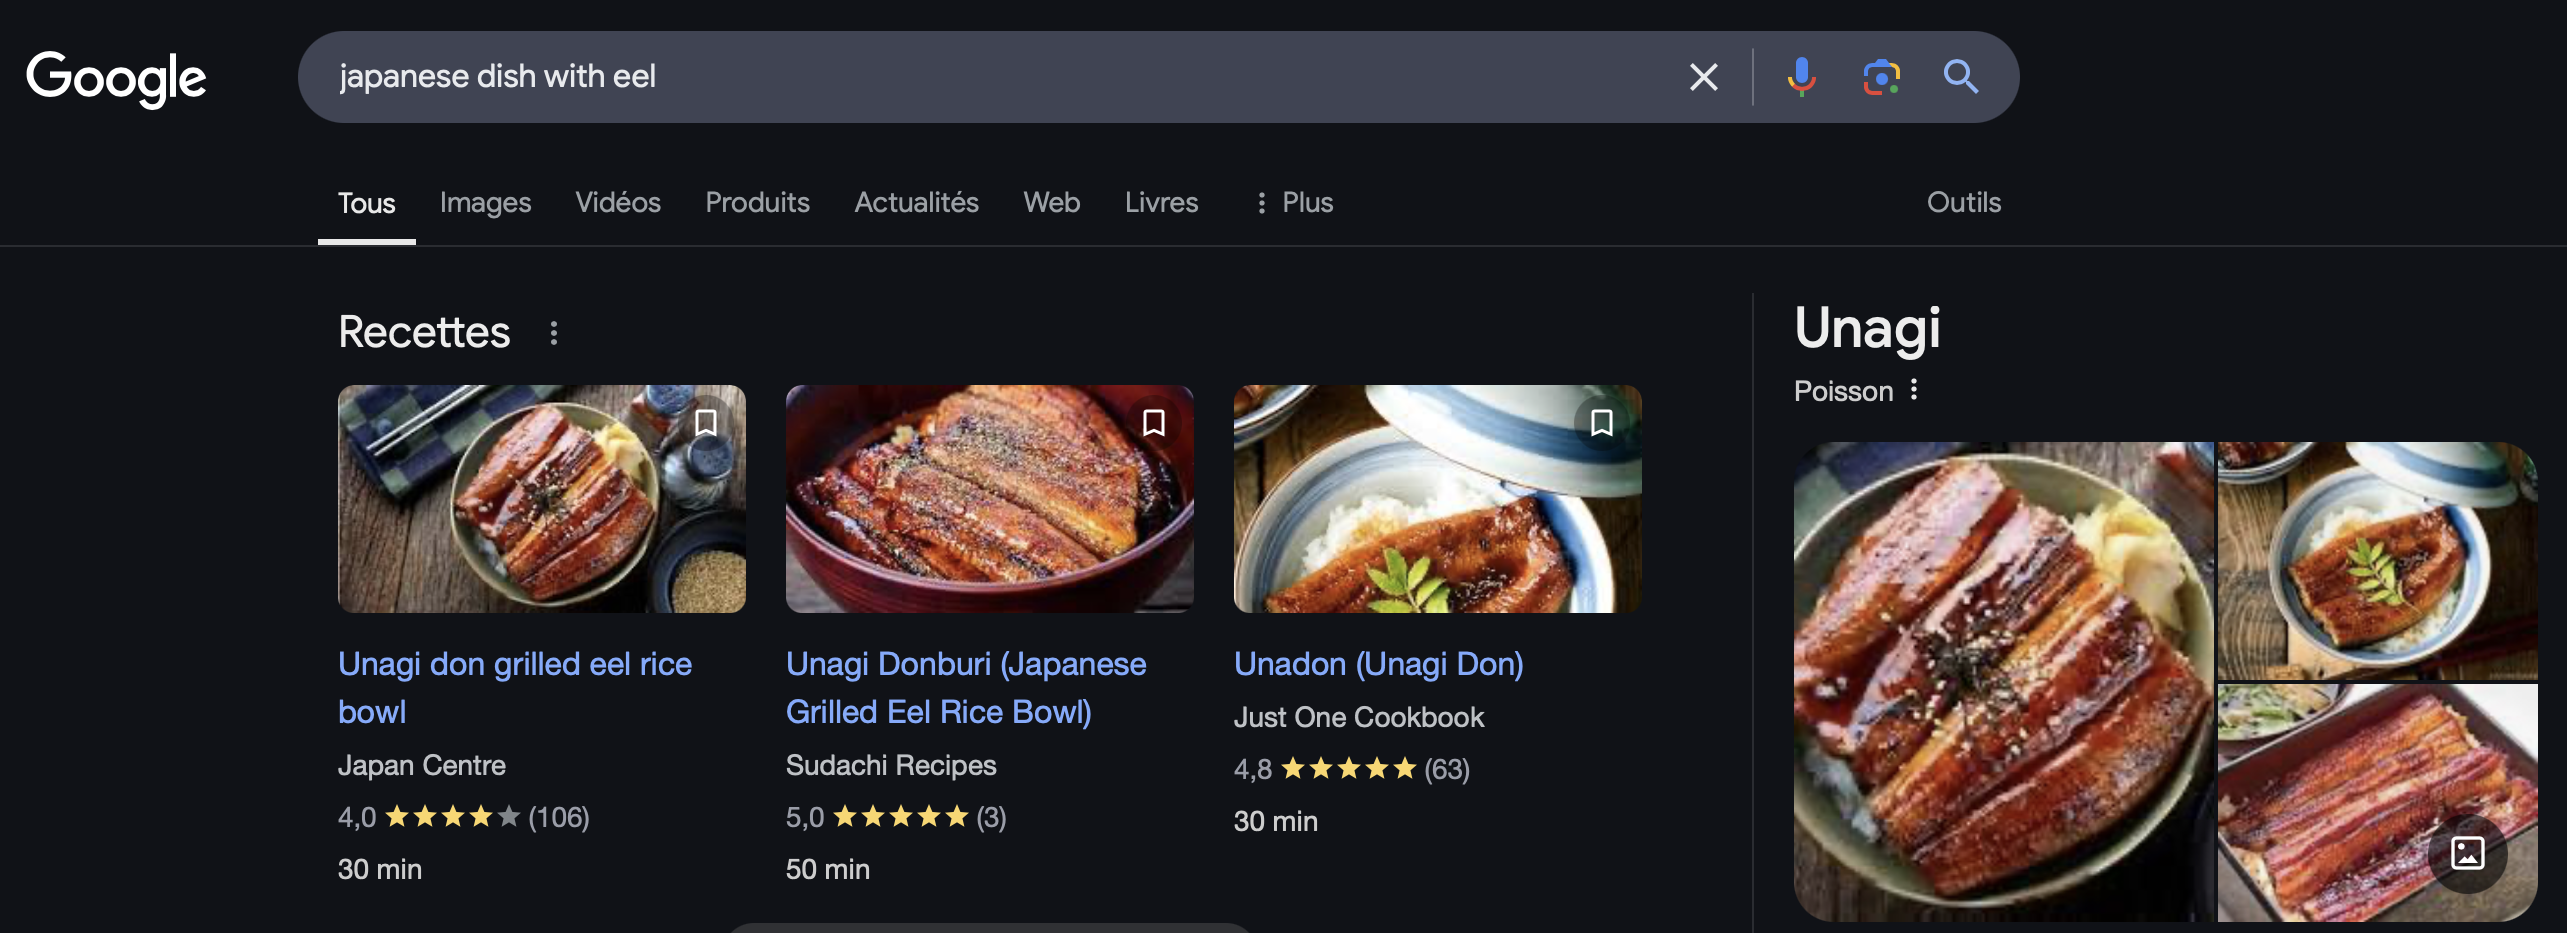 Google
japanese dish with eel
Tous Images Vidéos Produits Actualités Web Livres Plus Outils
Recettes
Unagi don grilled eel rice
bowl
Japan Centre
4,0 (106)
30 min
Unagi Donburi (Japanese
Grilled Eel Rice Bowl)
Sudachi Recipes
5,0 (3)
50 min
Unadon (Unagi Don)
Just One Cookbook
4,8 (63)
30 min
Unagi
Poisson